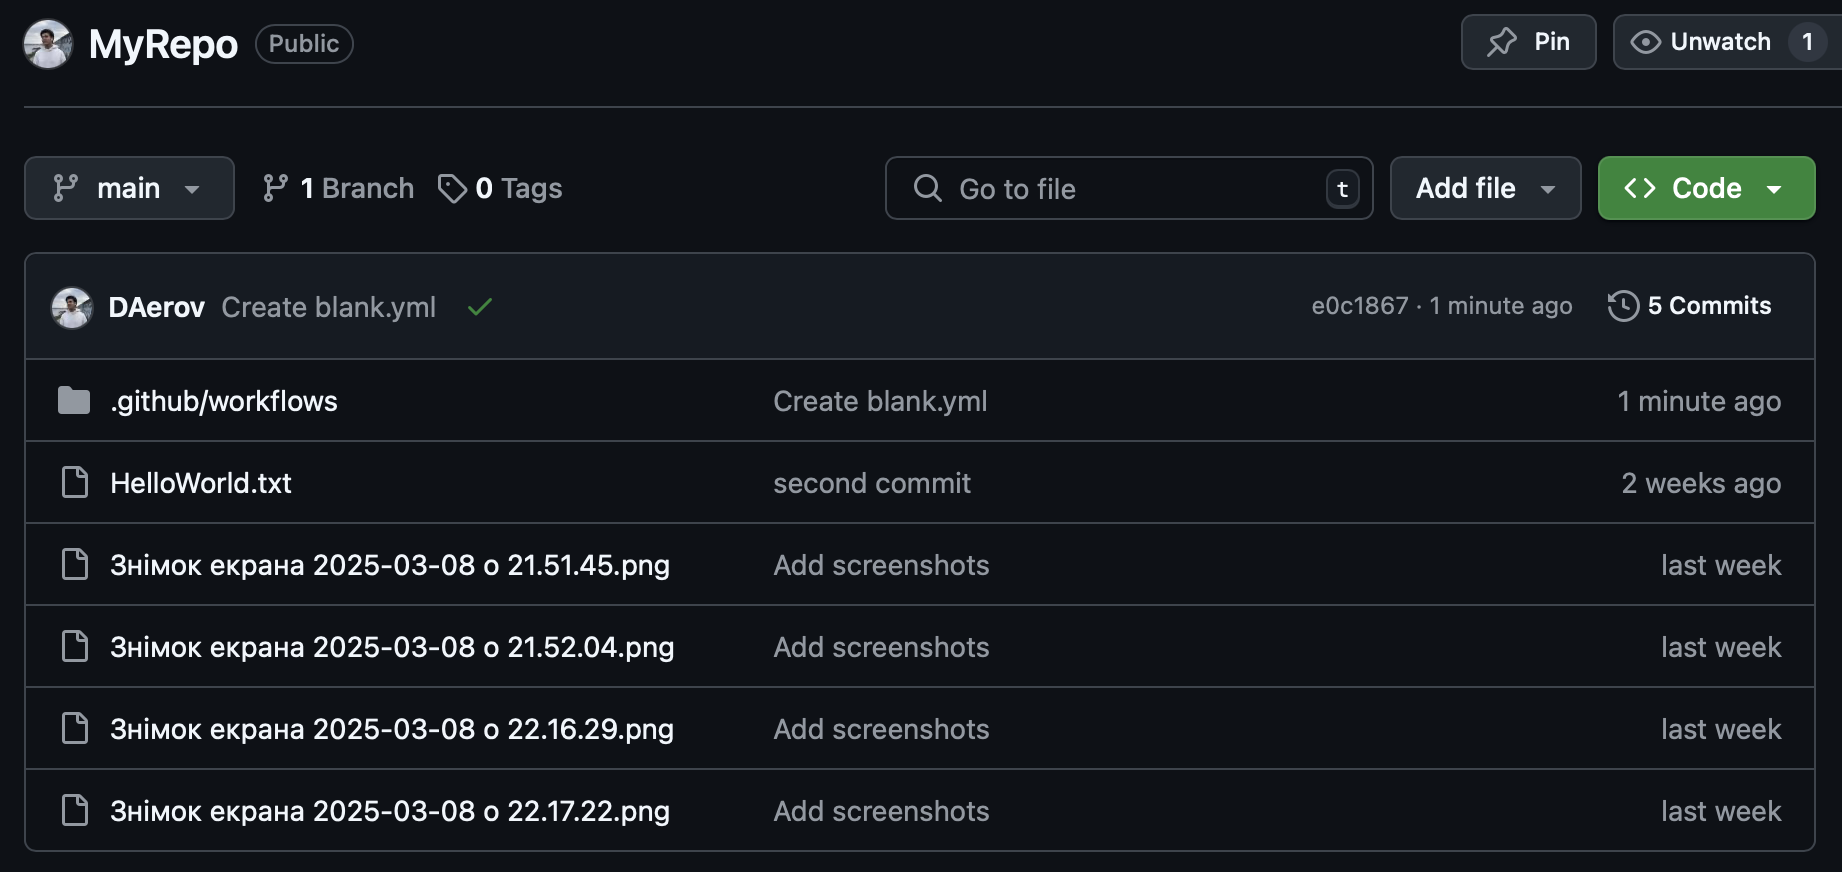 MyRepo Public Pin Unwatch 1
main 1 Branch 0 Tags Go to file t Add file Code
DAerov Create blank.yml e0c1867 · 1 minute ago 5 Commits
.github/workflows Create blank.yml 1 minute ago
HelloWorld.txt second commit 2 weeks ago
Знімок екрана 2025-03-08 о 21.51.45.png Add screenshots last week
Знімок екрана 2025-03-08 о 21.52.04.png Add screenshots last week
Знімок екрана 2025-03-08 о 22.16.29.png Add screenshots last week
Знімок екрана 2025-03-08 о 22.17.22.png Add screenshots last week